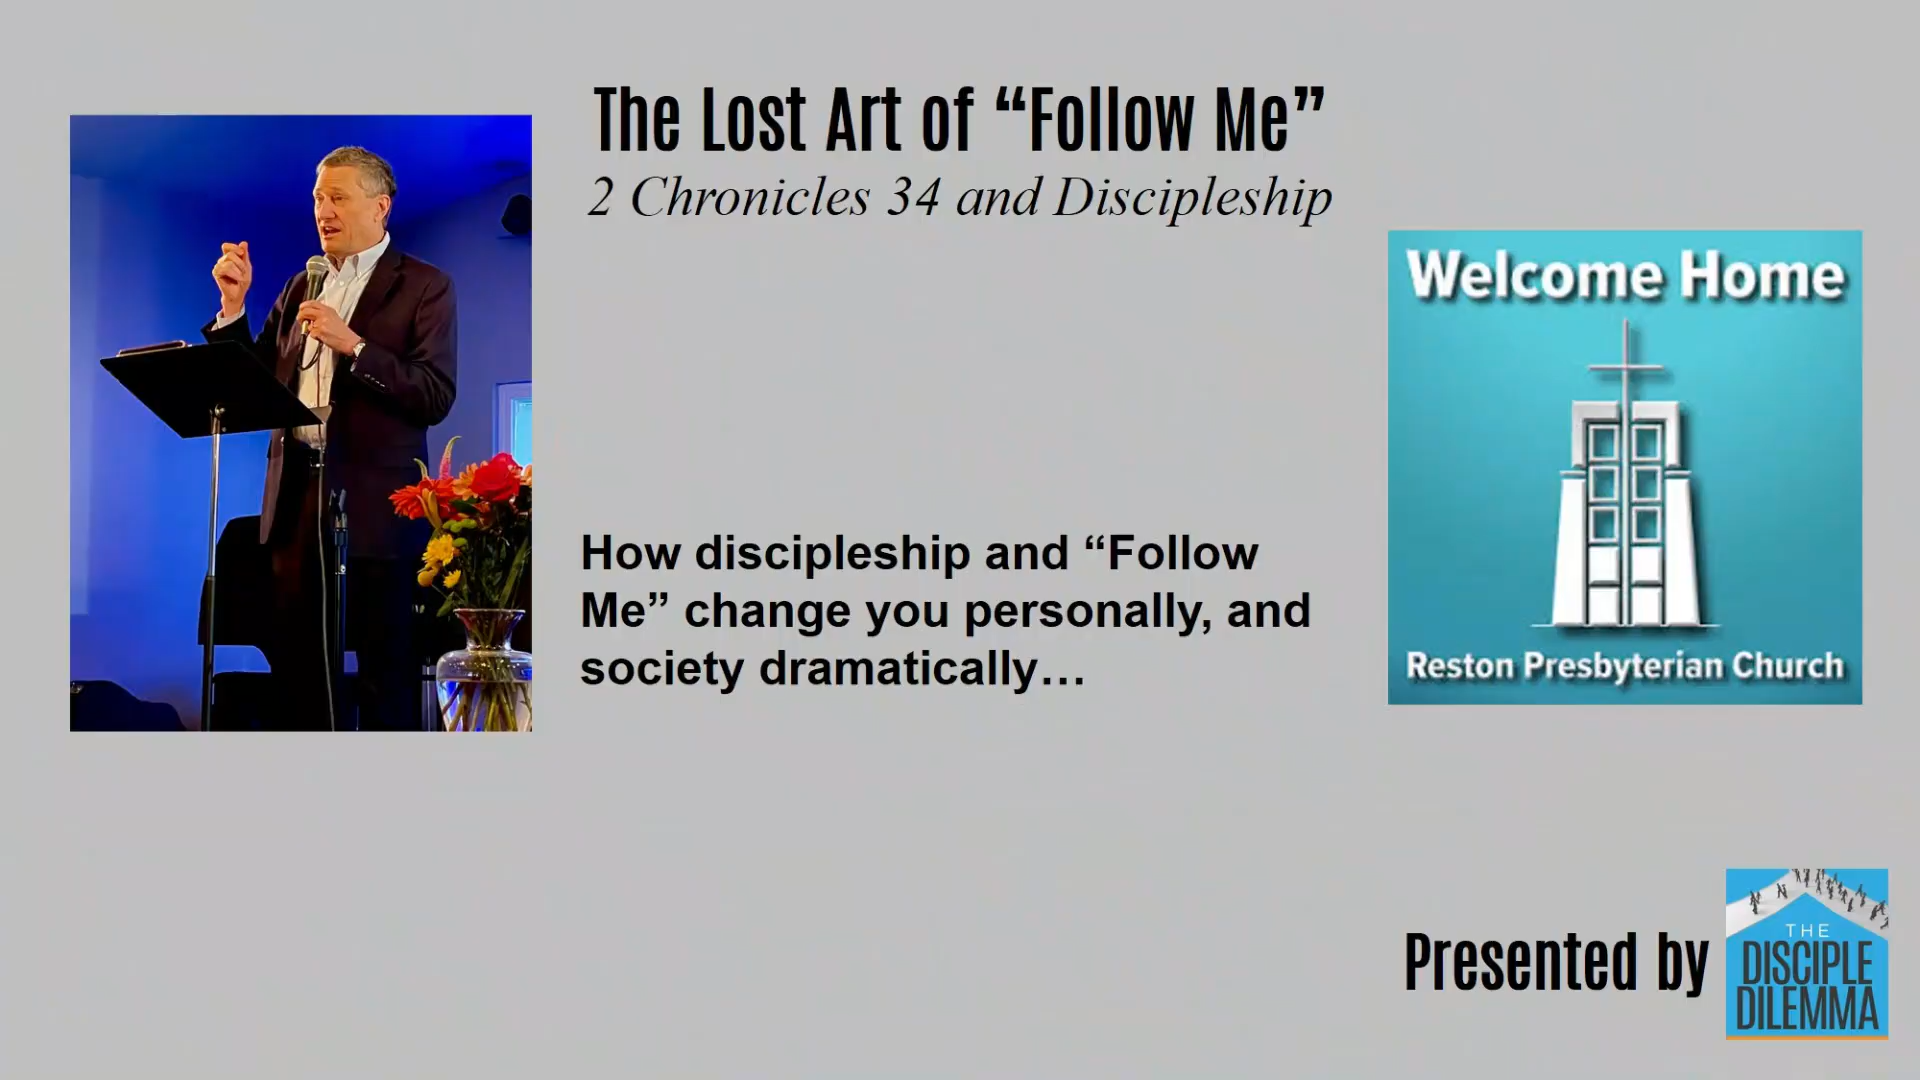 The Lost Art of “Follow Me”
2 Chronicles 34 and Discipleship
Welcome Home
Reston Presbyterian Church
How discipleship and “Follow
Me” change you personally, and
society dramatically…
Presented by
THE
DISCIPLE
DILEMMA